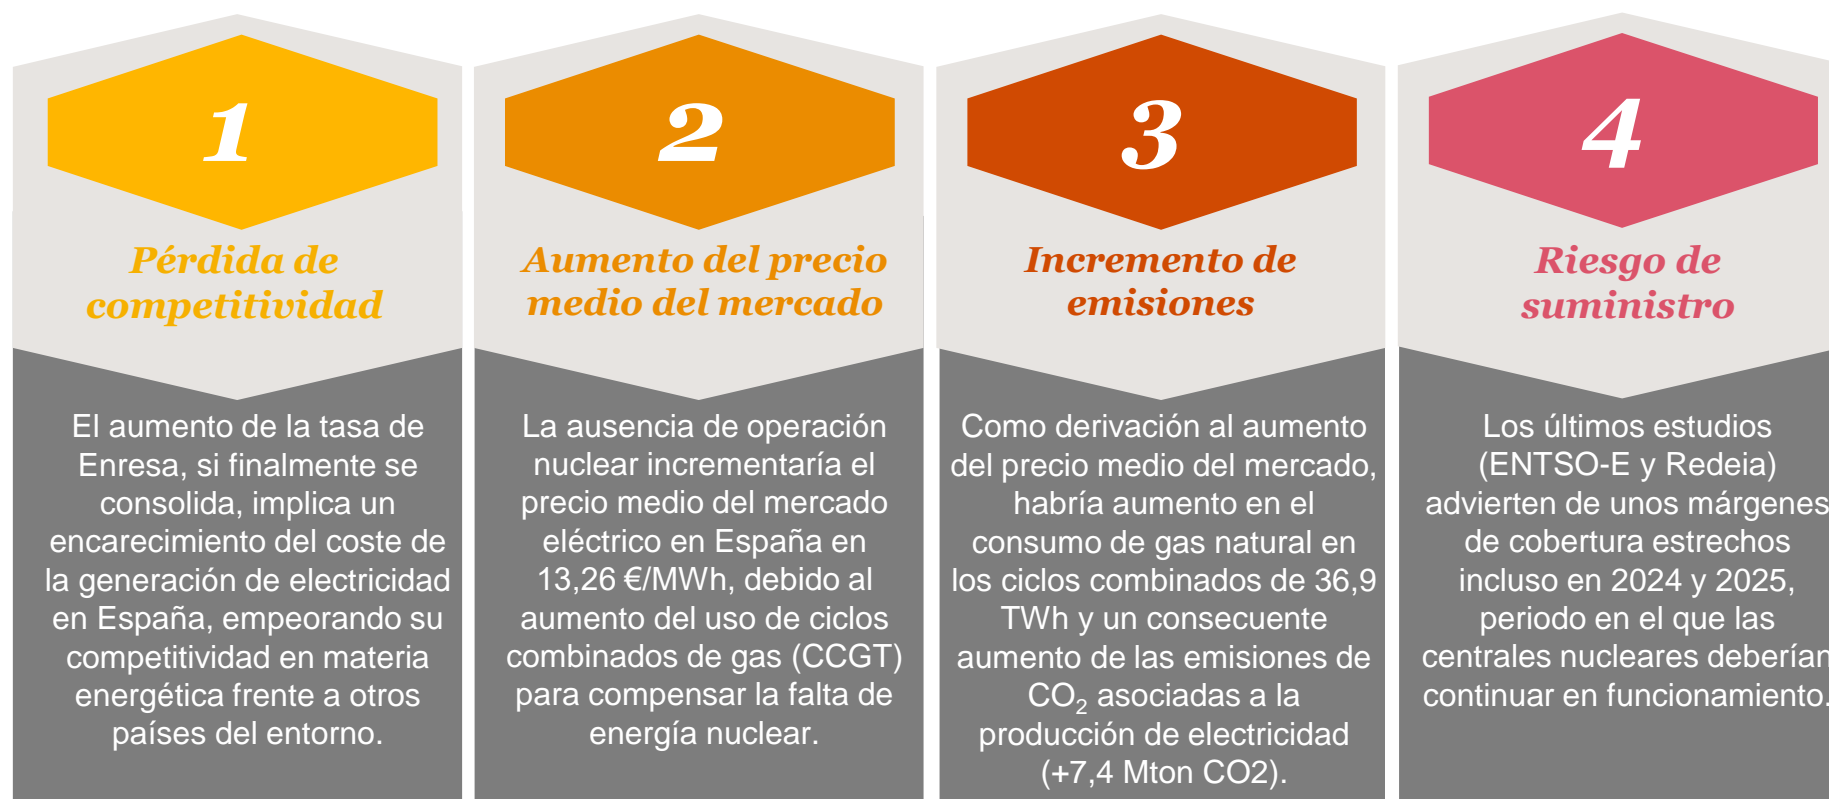 1
Pérdida de
competitividad
El aumento de la tasa de
Enresa, si finalmente se
consolida, implica un
encarecimiento del coste de
la generación de electricidad
en España, empeorando su
competitividad en materia
energética frente a otros
países del entorno.
2
Aumento del precio
medio del mercado
La ausencia de operación
nuclear incrementaría el
precio medio del mercado
eléctrico en España en
13,26 €/MWh, debido al
aumento del uso de ciclos
combinados de gas (CCGT)
para compensar la falta de
energía nuclear.
3
Incremento de
emisiones
Como derivación al aumento
del precio medio del mercado,
habría aumento en el
consumo de gas natural en
los ciclos combinados de 36,9
TWh y un consecuente
aumento de las emisiones de
CO₂ asociadas a la
producción de electricidad
(+7,4 Mton CO2).
4
Riesgo de
suministro
Los últimos estudios
(ENTSO-E y Redeia)
advierten de unos márgenes
de cobertura estrechos
incluso en 2024 y 2025,
periodo en el que las
centrales nucleares deberían
continuar en funcionamiento.